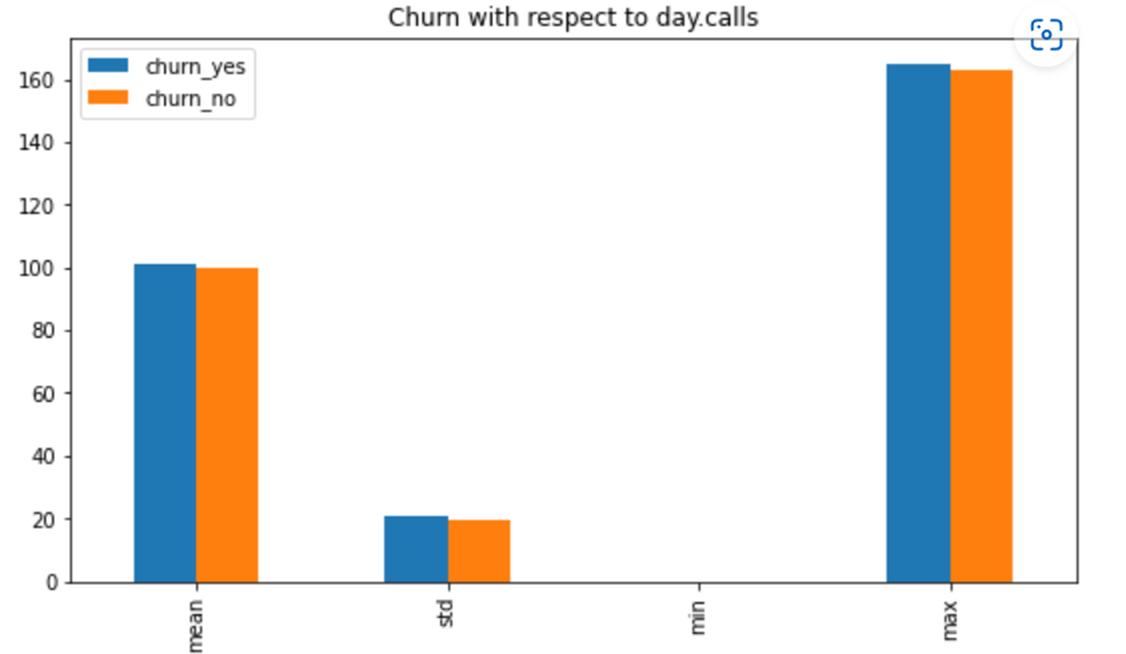 Churn with respect to day.calls
churn_yes
churn_no
160
140
120
100
80
60
40
20
0
mean
std
min
max